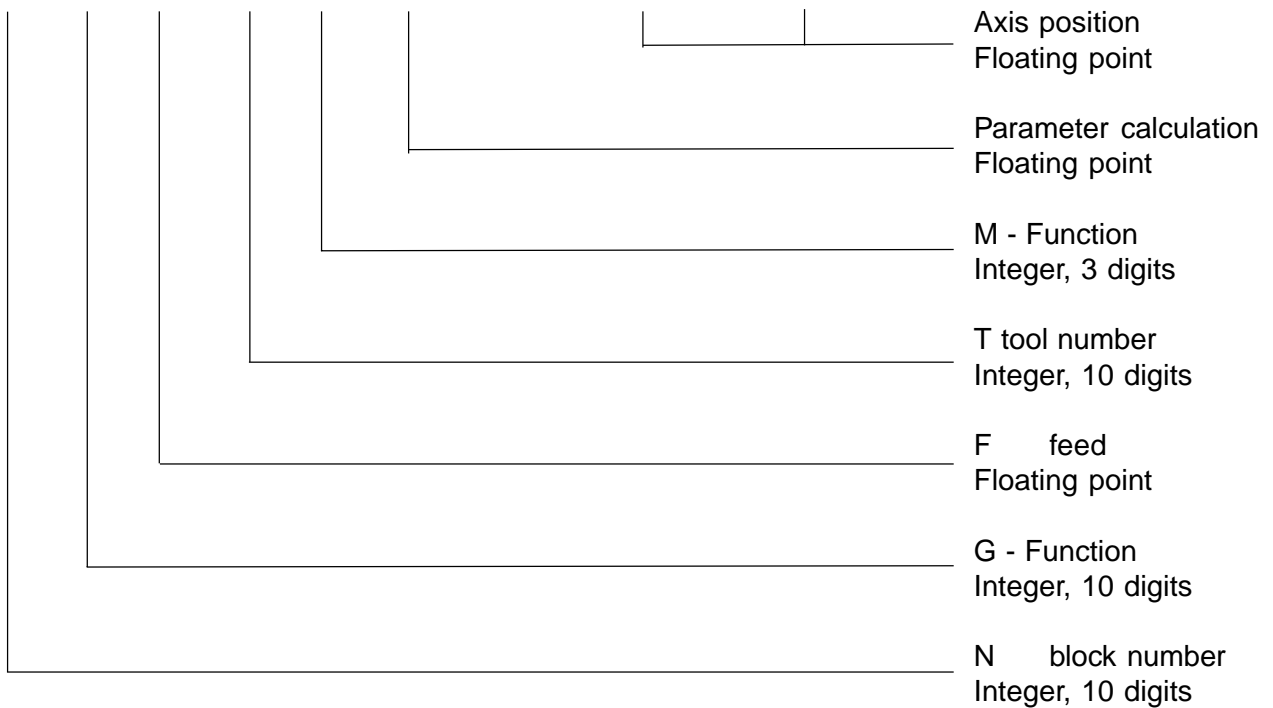 Axis position
Floating point
Parameter calculation
Floating point
M - Function
Integer, 3 digits
T tool number
Integer, 10 digits
F feed
Floating point
G - Function
Integer, 10 digits
N block number
Integer, 10 digits